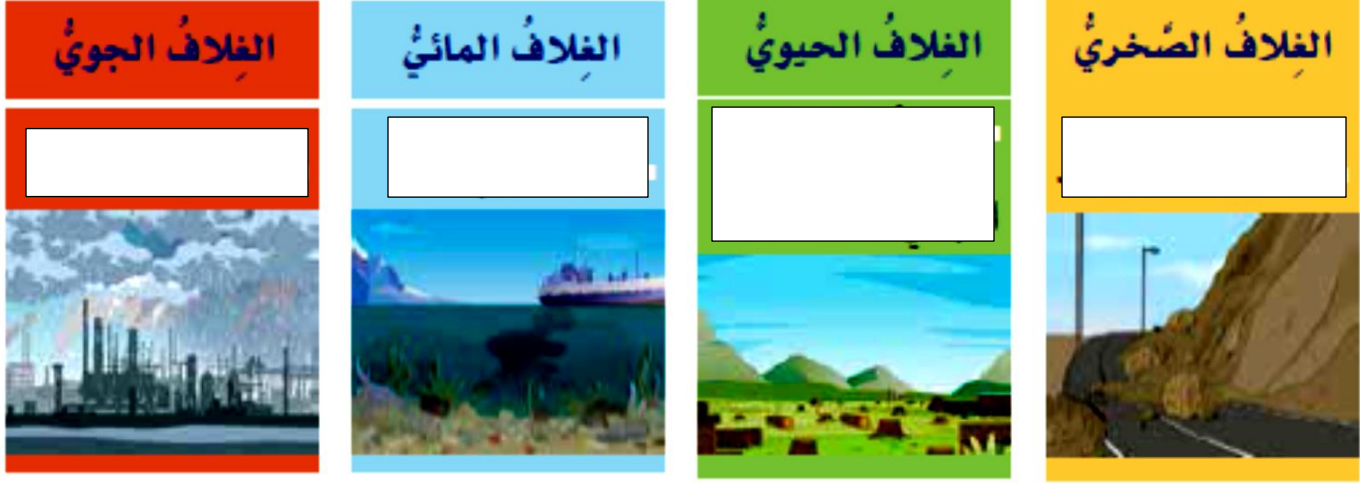 الغِلافُ الصَّخريُّ
الغِلافُ الحيويُّ
الغِلافُ المائيُّ
الغِلافُ الجويُّ